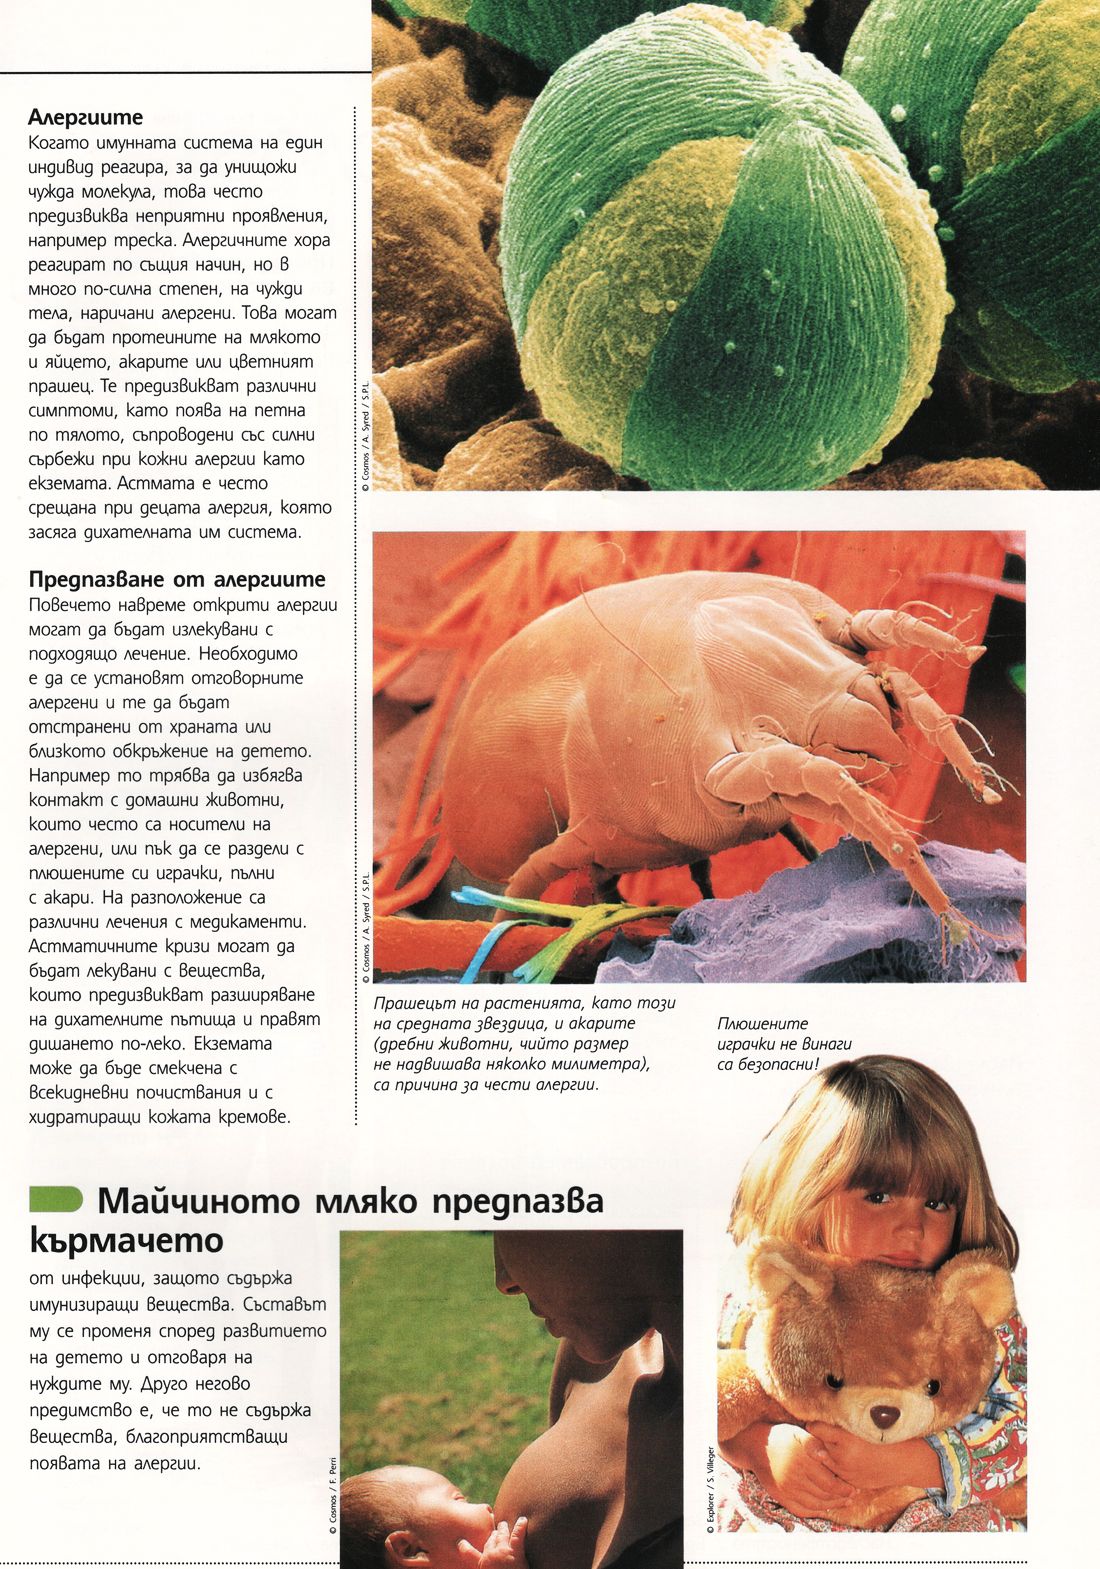 Алергиите
Когато имунната система на един
индивид реагира, за да унищожи
чужда молекула, това често
предизвиква неприятни проявления,
например треска. Алергичните хора
реагират по същия начин, но в
много по-силна степен, на чужди
тела, наричани алергени. Това могат
да бъдат протеините на млякото
и яйцето, акарите или цветният
прашец. Те предизвикват различни
симптоми, като поява на петна
по тялото, съпроводени със силни
сърбежи при кожни алергии като
екземата. Астмата е често
срещана при децата алергия, която
засяга дихателната им система.
Предпазване от алергиите
Повечето навреме открити алергии
могат да бъдат излекувани с
подходящо лечение. Необходимо
е да се установят отговорните
алергени и те да бъдат
отстранени от храната или
близкото обкръжение на детето.
Например то трябва да избягва
контакт с домашни животни,
които често са носители на
алергени, или пък да се раздели с
плюшените си играчки, пълни
с акари. На разположение са
различни лечения с медикаменти.
Астматичните кризи могат да
бъдат лекувани с вещества,
които предизвикват разширяване
на дихателните пътища и правят
дишането по-леко. Екземата
може да бъде смекчена с
всекидневни почиствания и с
хидратиращи кожата кремове.
© Cosmos / A. Syred / S.P.L.
© Cosmos / A. Syred / S.P.L.
Прашецът на растенията, като този
на средната звездица, и акарите
(дребни животни, чийто размер
не надвишава няколко милиметра),
са причина за чести алергии.
Плюшените
играчки не винаги
са безопасни!
Майчиното мляко предпазва
кърмачето
от инфекции, защото съдържа
имунизиращи вещества. Съставът
му се променя според развитието
на детето и отговаря на
нуждите му. Друго негово
предимство е, че то не съдържа
вещества, благоприятстващи
появата на алергии.
© Cosmos / F. Perri
© Explorer / S. Villeger